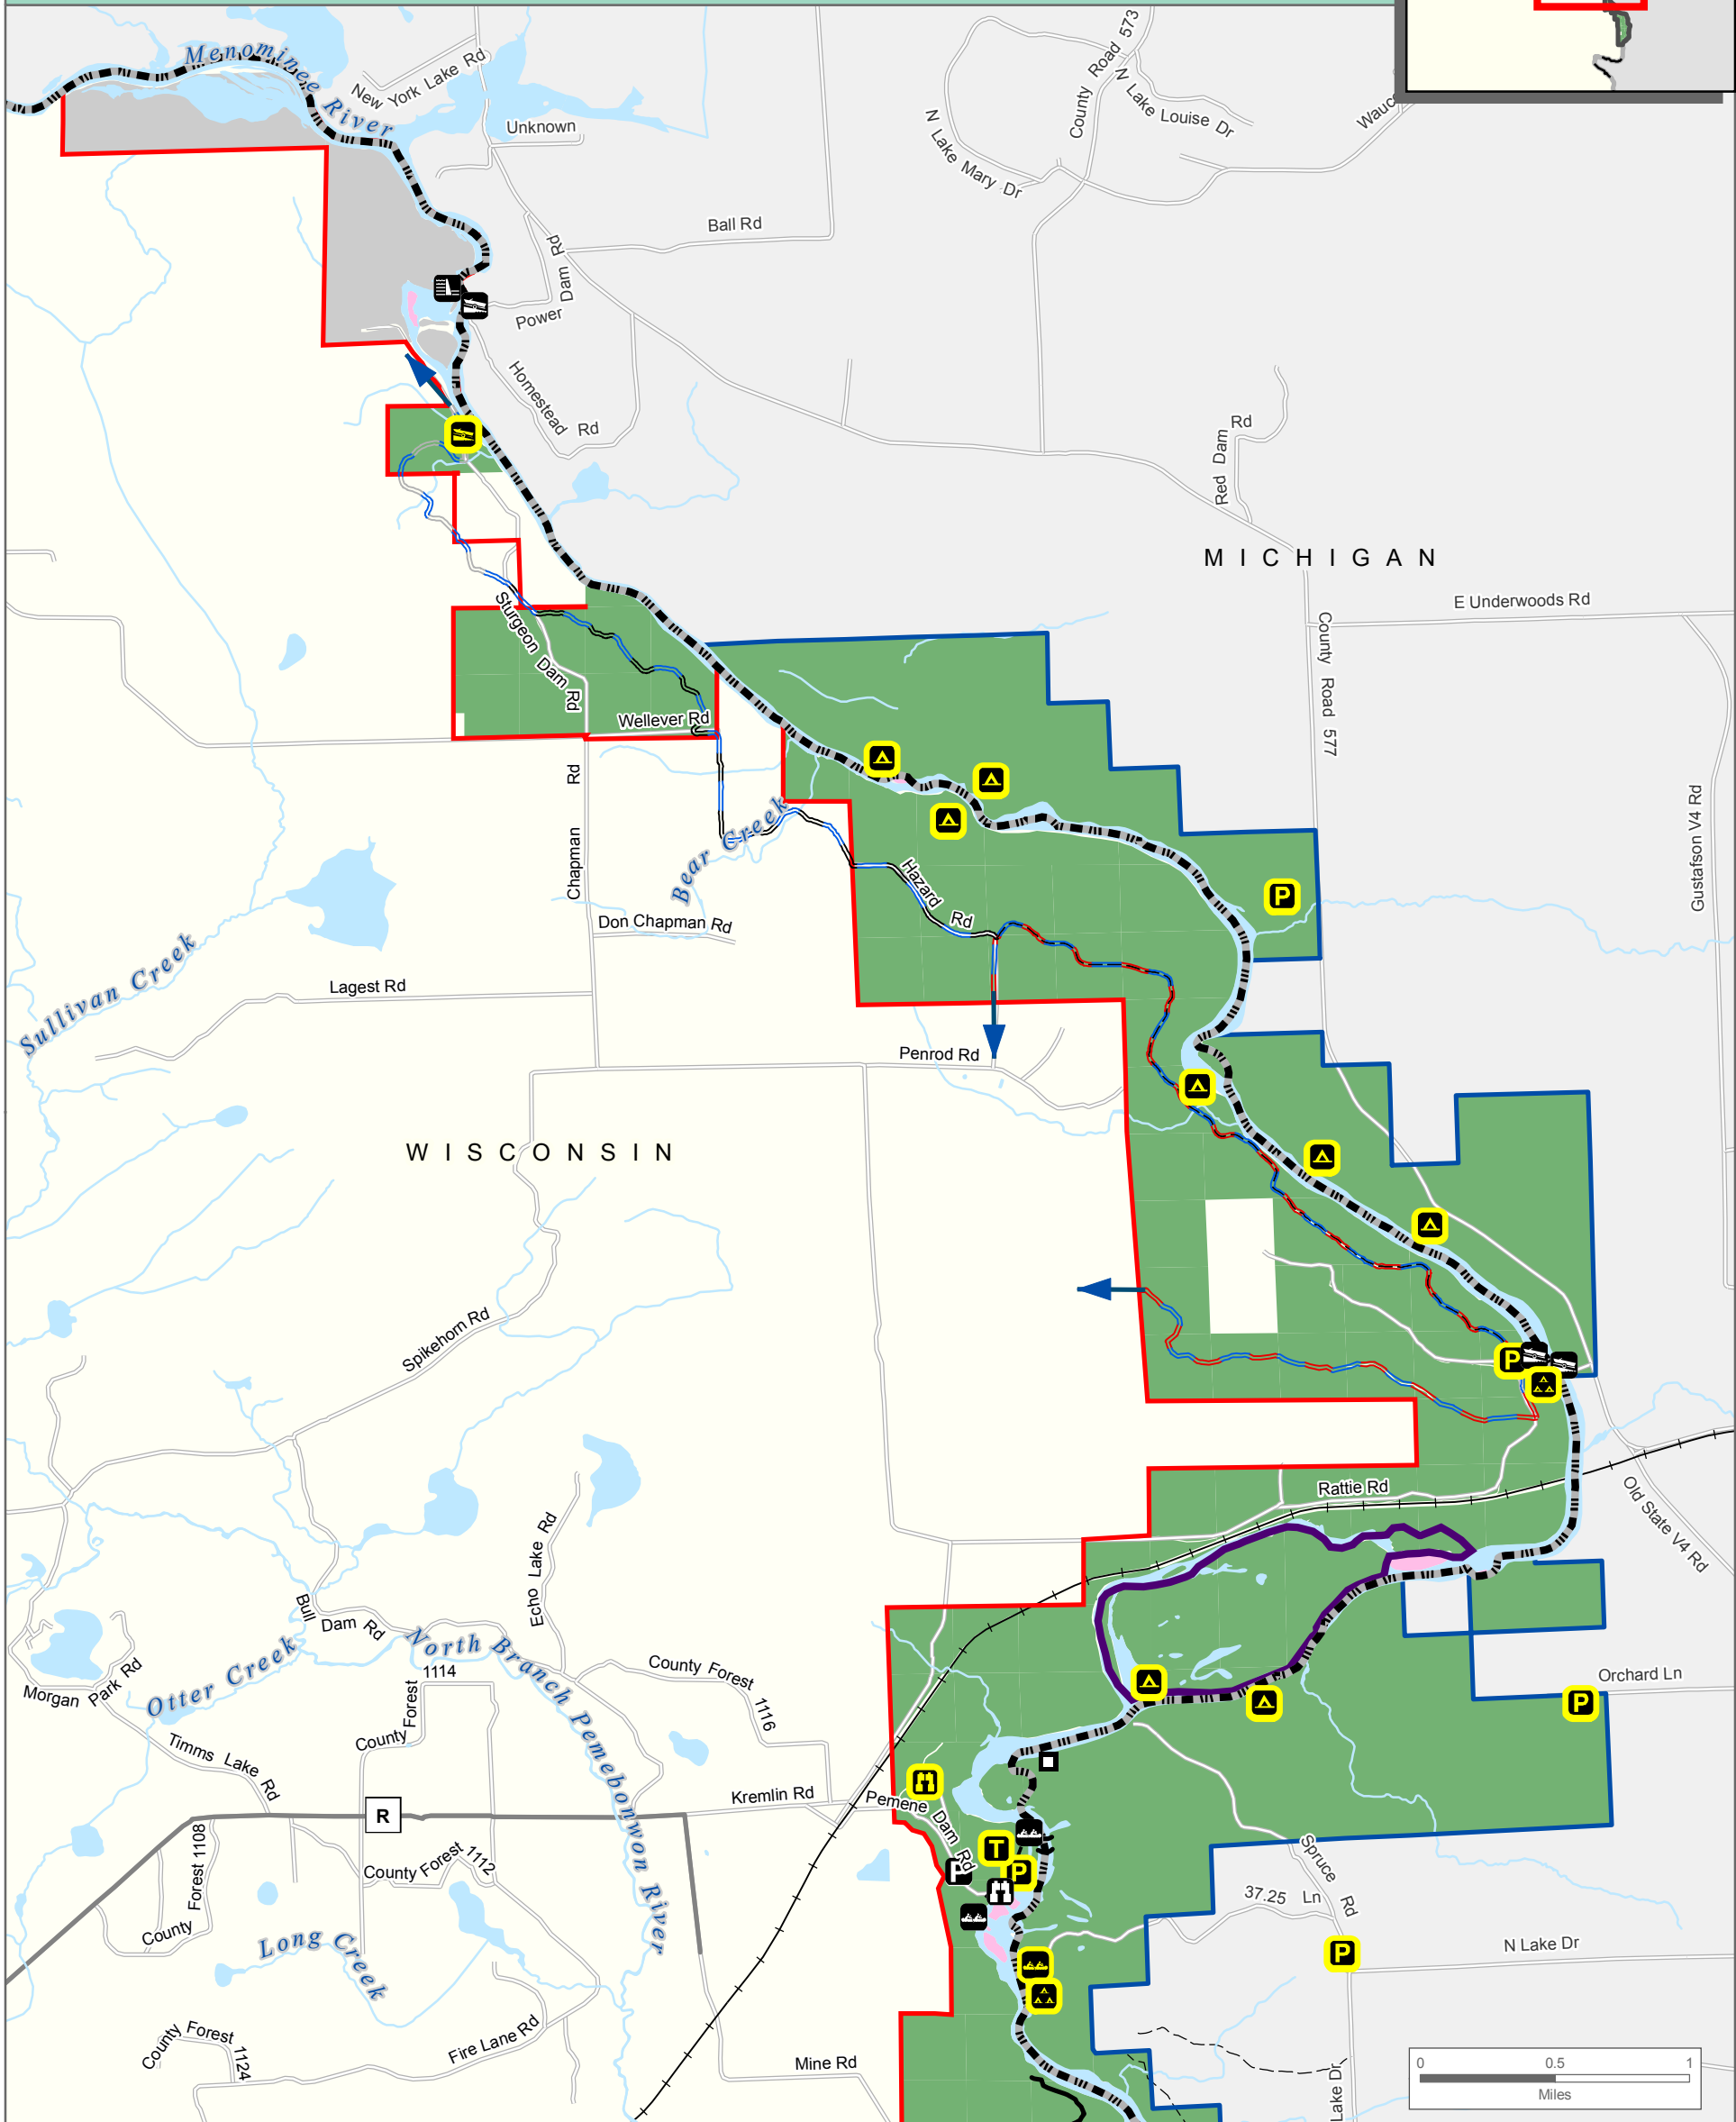 Menominee River
New York Lake Rd
Unknown
County Road 573
N Lake Louise Dr
N Lake Mary Dr
Ball Rd
Power Dam Rd
Homestead Rd
Red Dam Rd
MICHIGAN
E Underwoods Rd
County Road 577
Gustafson V4 Rd
Sturgeon Dam Rd
Wellever Rd
Chapman Rd
Bear Creek
Hazard Rd
P
Don Chapman Rd
Sullivan Creek
Lagest Rd
Penrod Rd
WISCONSIN
Spikehorn Rd
P
Rattie Rd
Old State V4 Rd
Echo Lake Rd
Bull Dam Rd
North Branch Pemebonwon River
Otter Creek
Morgan Park Rd
County Forest 1114
County Forest 1116
Orchard Ln
P
Timms Lake Rd
R
Kremlin Rd
Pemene Dam Rd
T
P
P
Spruce Rd
37.25 Ln
County Forest 1108
County Forest 1112
Long Creek
P
N Lake Dr
County Forest 1124
Fire Lane Rd
Mine Rd
Lake Dr
0 0.5 1
Miles